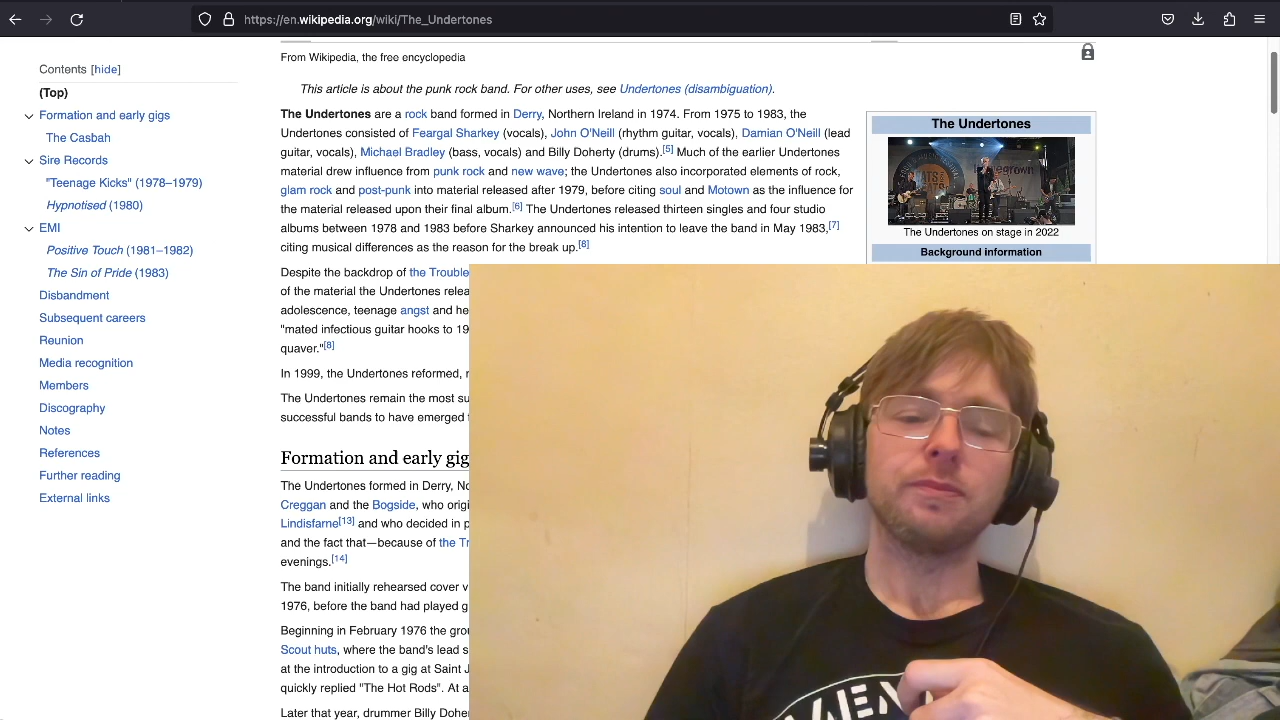 https://en.wikipedia.org/wiki/The_Undertones
From Wikipedia, the free encyclopedia
Contents [hide]
(Top)
Formation and early gigs
The Casbah
Sire Records
"Teenage Kicks" (1978–1979)
Hypnotised (1980)
EMI
Positive Touch (1981–1982)
The Sin of Pride (1983)
Disbandment
Subsequent careers
Reunion
Media recognition
Members
Discography
Notes
References
Further reading
External links
This article is about the punk rock band. For other uses, see Undertones (disambiguation).
The Undertones are a rock band formed in Derry, Northern Ireland in 1974. From 1975 to 1983, the
Undertones consisted of Feargal Sharkey (vocals), John O'Neill (rhythm guitar, vocals), Damian O'Neill (lead
guitar, vocals), Michael Bradley (bass, vocals) and Billy Doherty (drums).[5] Much of the earlier Undertones
material drew influence from punk rock and new wave; the Undertones also incorporated elements of rock,
glam rock and post-punk into material released after 1979, before citing soul and Motown as the influence for
the material released upon their final album.[6] The Undertones released thirteen singles and four studio
albums between 1978 and 1983 before Sharkey announced his intention to leave the band in May 1983,[7]
citing musical differences as the reason for the break up.[8]
Despite the backdrop of the Trouble
of the material the Undertones relea
adolescence, teenage angst and he
"mated infectious guitar hooks to 19
quaver."[8]
In 1999, the Undertones reformed, r
The Undertones remain the most su
successful bands to have emerged
Formation and early gig
The Undertones formed in Derry, No
Creggan and the Bogside, who origi
Lindisfarne[13] and who decided in p
and the fact that—because of the Tr
evenings.[14]
The band initially rehearsed cover v
1976, before the band had played g
Beginning in February 1976 the gro
Scout huts, where the band's lead s
at the introduction to a gig at Saint J
quickly replied "The Hot Rods". At a
Later that year, drummer Billy Dohe
The Undertones
The Undertones on stage in 2022
Background information